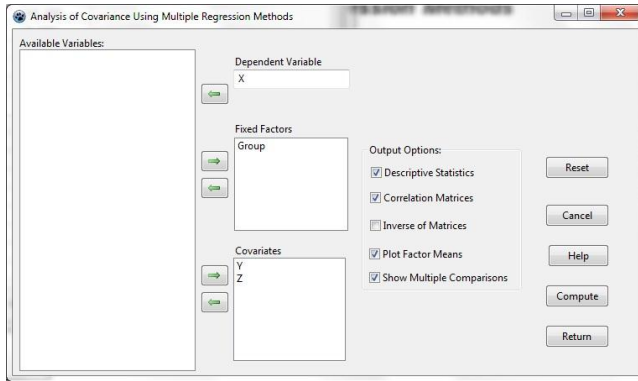 Analysis of Covariance Using Multiple Regression Methods
Available Variables:
Dependent Variable
X
Fixed Factors
Group
Covariates
Y
Z
Output Options:
Descriptive Statistics
Correlation Matrices
Inverse of Matrices
Plot Factor Means
Show Multiple Comparisons
Reset
Cancel
Help
Compute
Return